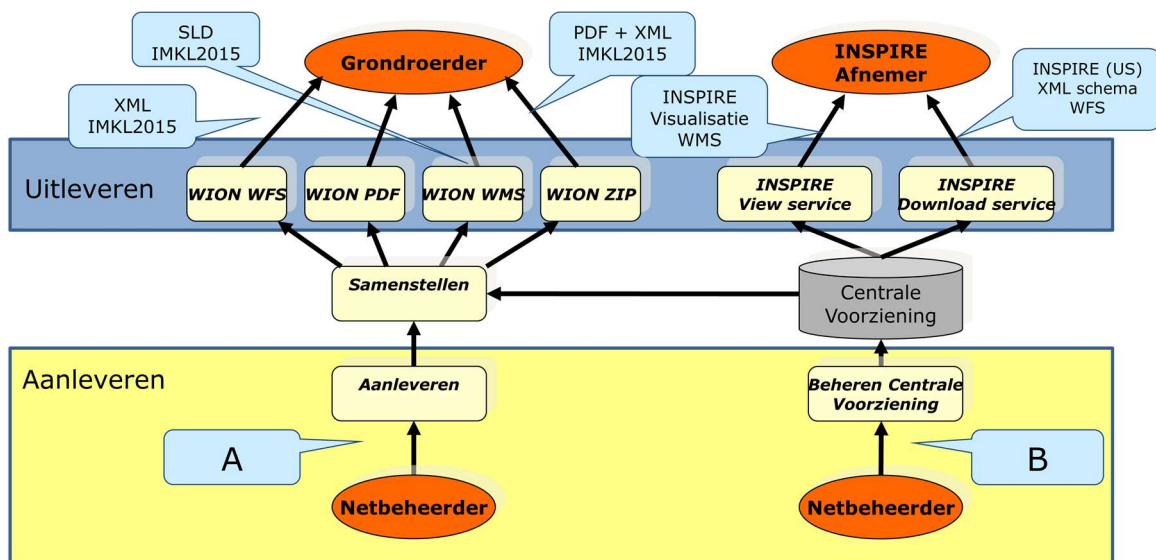 SLD
IMKL2015
Grondroerder
PDF + XML
IMKL2015
INSPIRE
Afnemer
INSPIRE (US)
XML schema
WFS
XML
IMKL2015
INSPIRE
Visualisatie
WMS
Uitleveren
WION WFS
WION PDF
WION WMS
WION ZIP
INSPIRE
View service
INSPIRE
Download service
Samenstellen
Centrale
Voorziening
Aanleveren
Aanleveren
Beheren Centrale
Voorziening
A
B
Netbeheerder
Netbeheerder